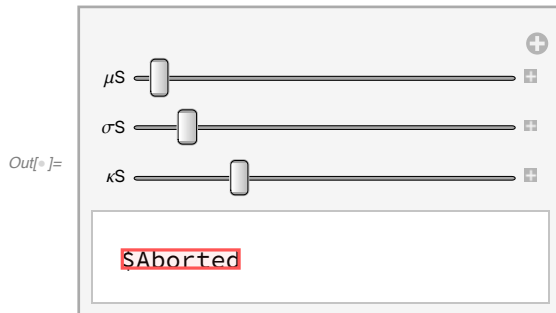 μS
σS
Out[•]=
κS
$Aborted